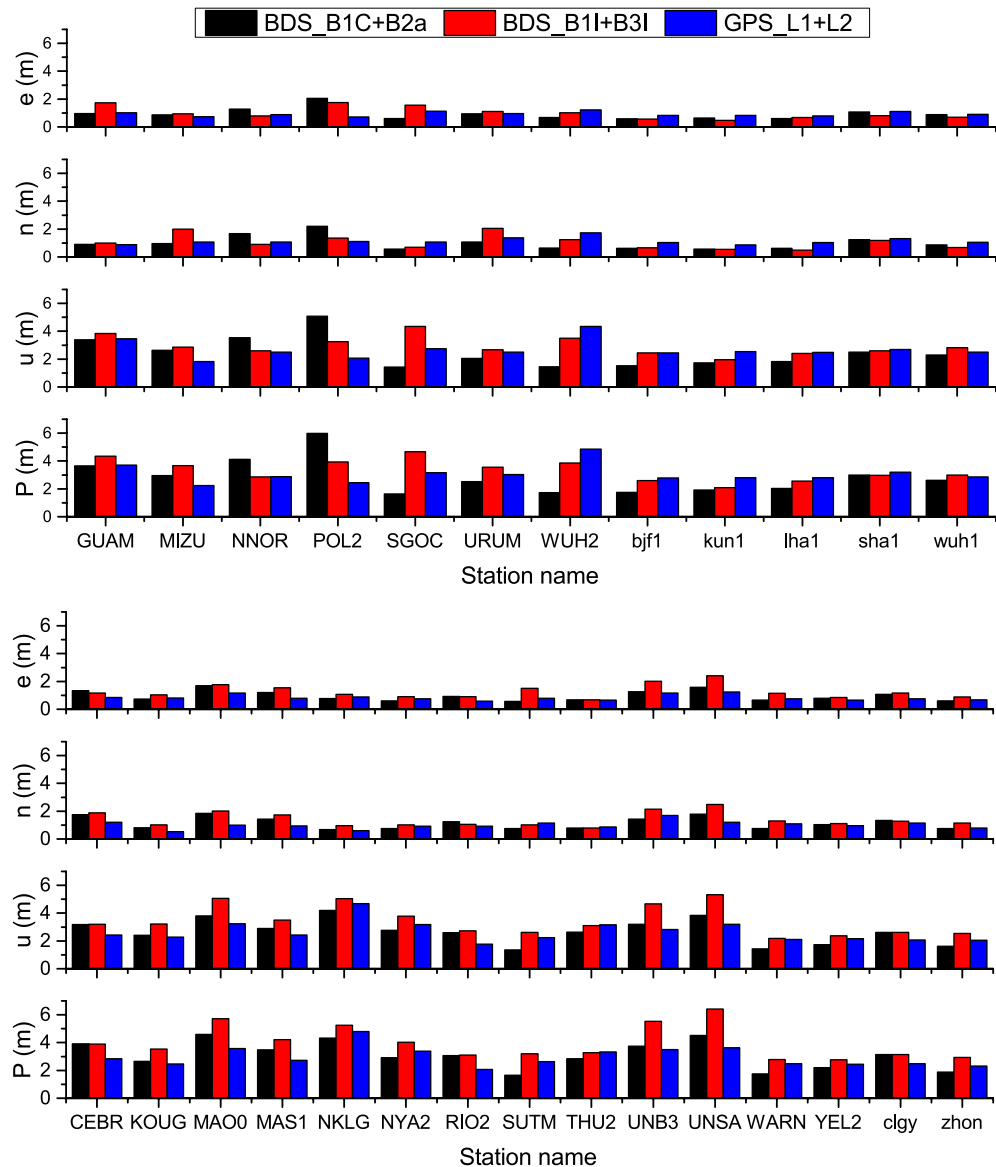 BDS_B1C+B2a BDS_B1I+B3I GPS_L1+L2
e (m)
6
4
2
0
n (m)
6
4
2
0
u (m)
6
4
2
0
P (m)
6
4
2
0
GUAM MIZU NNOR POL2 SGOC URUM WUH2 bjf1 kun1 lha1 sha1 wuh1
Station name
e (m)
6
4
2
0
n (m)
6
4
2
0
u (m)
6
4
2
0
P (m)
6
4
2
0
CEBR KOUG MAO0 MAS1 NKLG NYA2 RIO2 SUTM THU2 UNB3 UNSA WARN YEL2 clgy zhon
Station name